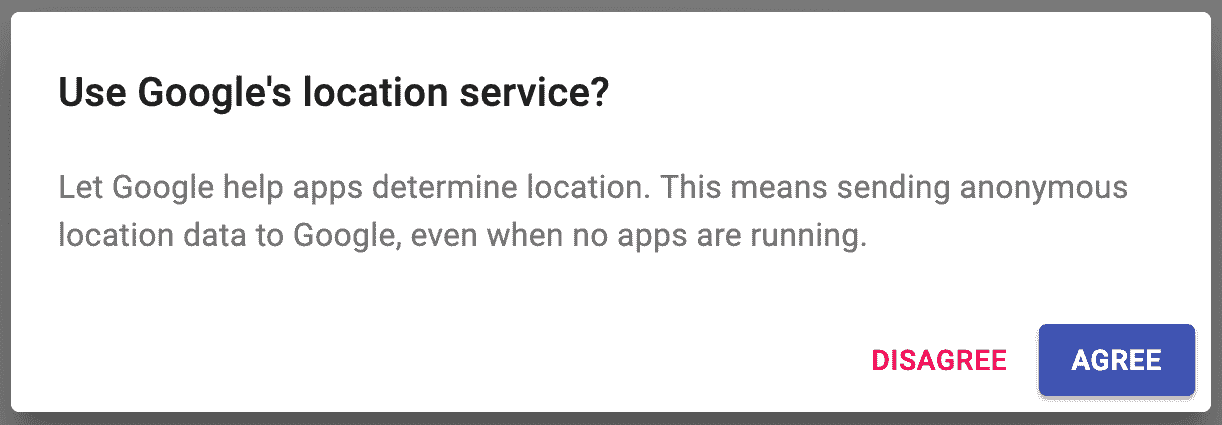 Use Google's location service?
Let Google help apps determine location. This means sending anonymous
location data to Google, even when no apps are running.
DISAGREE AGREE